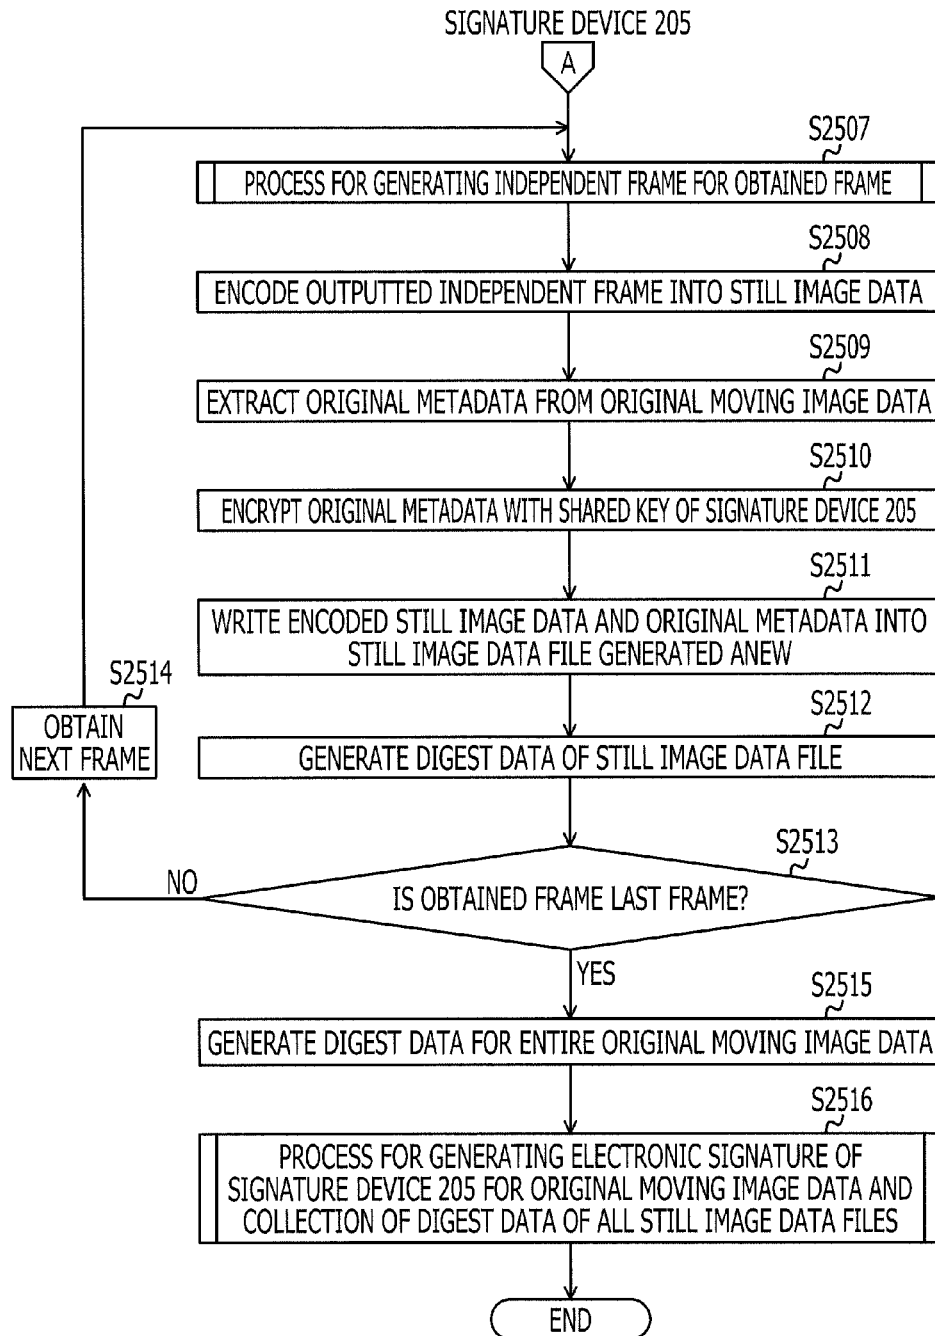 SIGNATURE DEVICE 205
A
S2507
PROCESS FOR GENERATING INDEPENDENT FRAME FOR OBTAINED FRAME
S2508
ENCODE OUTPUTTED INDEPENDENT FRAME INTO STILL IMAGE DATA
S2509
EXTRACT ORIGINAL METADATA FROM ORIGINAL MOVING IMAGE DATA
S2510
ENCRYPT ORIGINAL METADATA WITH SHARED KEY OF SIGNATURE DEVICE 205
S2511
WRITE ENCODED STILL IMAGE DATA AND ORIGINAL METADATA INTO
STILL IMAGE DATA FILE GENERATED ANEW
S2514
OBTAIN
NEXT FRAME
S2512
GENERATE DIGEST DATA OF STILL IMAGE DATA FILE
S2513
NO
IS OBTAINED FRAME LAST FRAME?
YES
S2515
GENERATE DIGEST DATA FOR ENTIRE ORIGINAL MOVING IMAGE DATA
S2516
PROCESS FOR GENERATING ELECTRONIC SIGNATURE OF
SIGNATURE DEVICE 205 FOR ORIGINAL MOVING IMAGE DATA AND
COLLECTION OF DIGEST DATA OF ALL STILL IMAGE DATA FILES
END